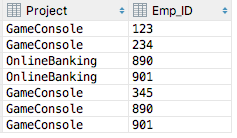 Project Emp_ID
GameConsole 123
GameConsole 234
OnlineBanking 890
OnlineBanking 901
GameConsole 345
GameConsole 890
GameConsole 901